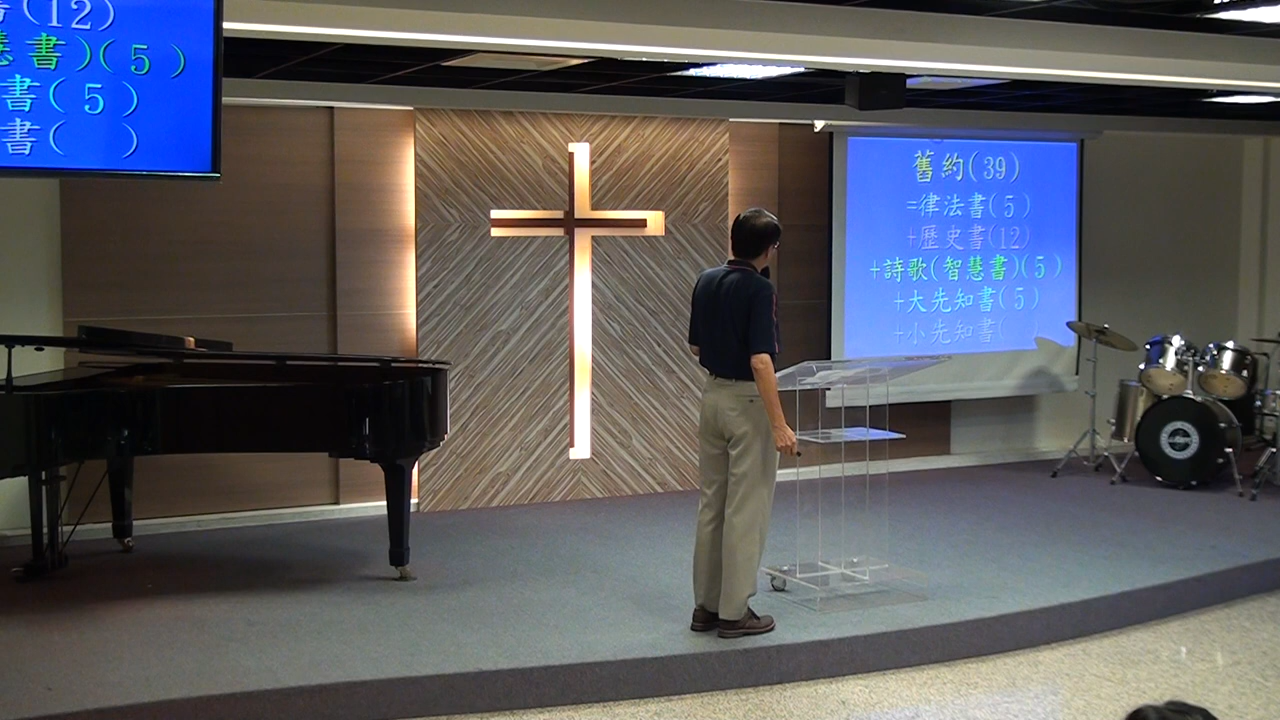 書(12)
慧書)(5)
書(5)
書( )
舊約(39)
=律法書(5)
+歷史書(12)
+詩歌(智慧書)(5)
+大先知書(5)
+小先知書( )